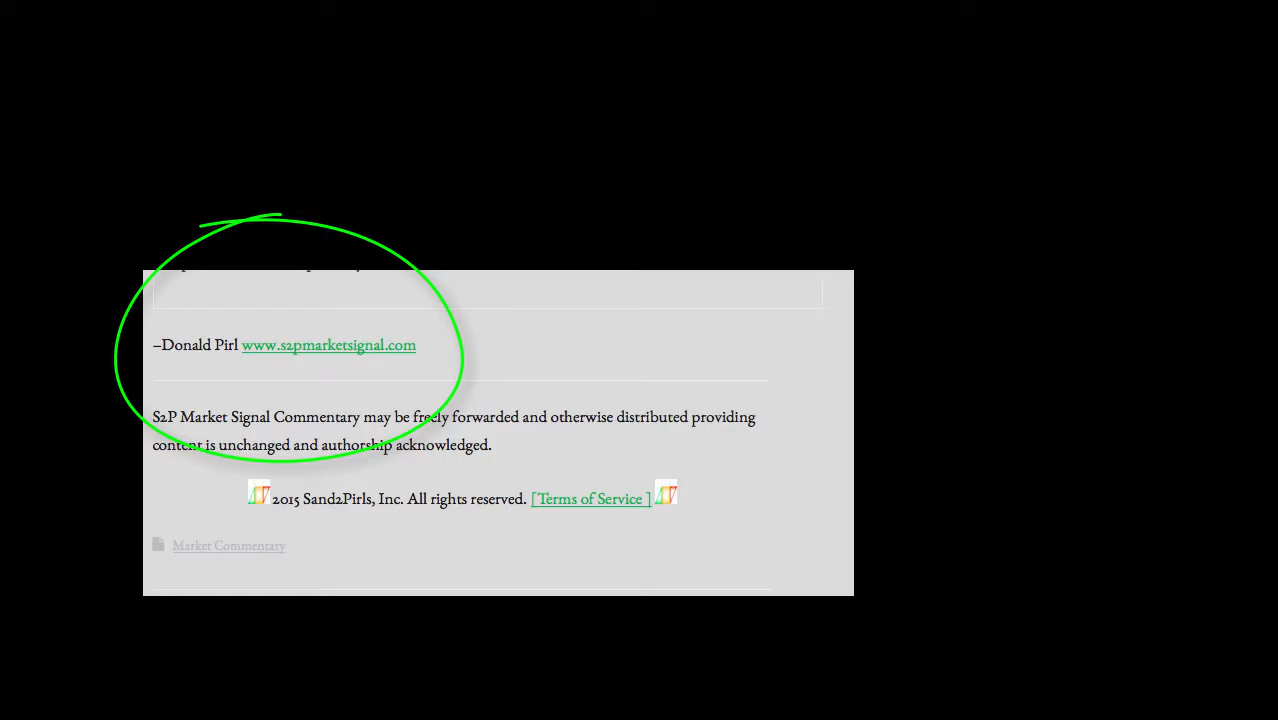 –Donald Pirl www.s2pmarketsignal.com
S2P Market Signal Commentary may be freely forwarded and otherwise distributed providing
content is unchanged and authorship acknowledged.
2015 Sand2Pirls, Inc. All rights reserved. [Terms of Service ]
Market Commentary